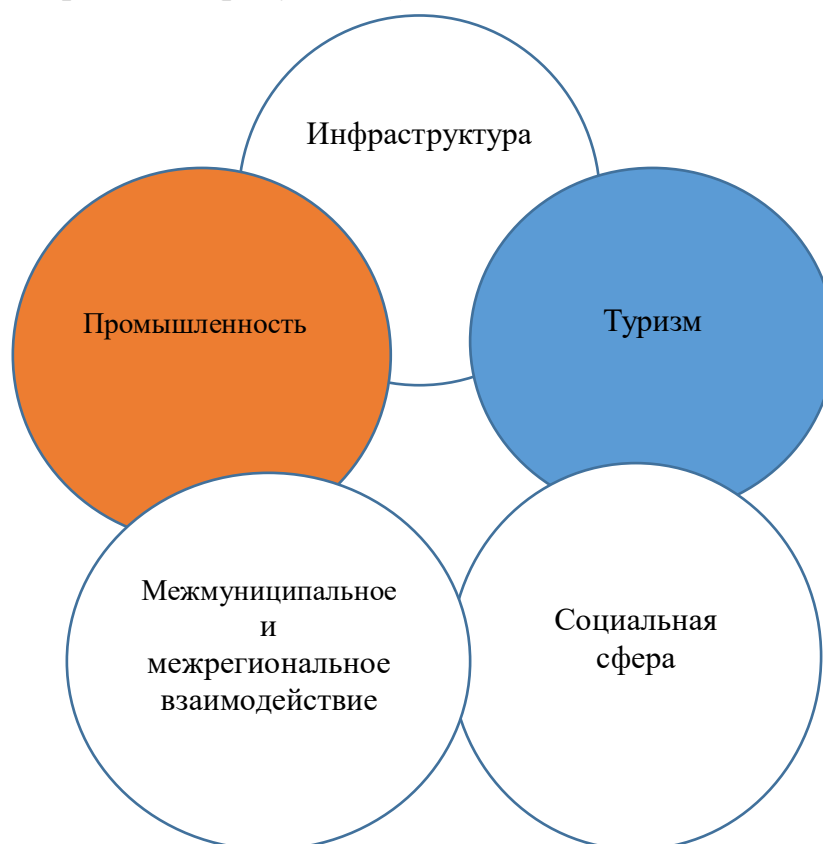 Инфраструктура
Промышленность
Туризм
Межмуниципальное
и
межрегиональное
взаимодействие
Социальная
сфера